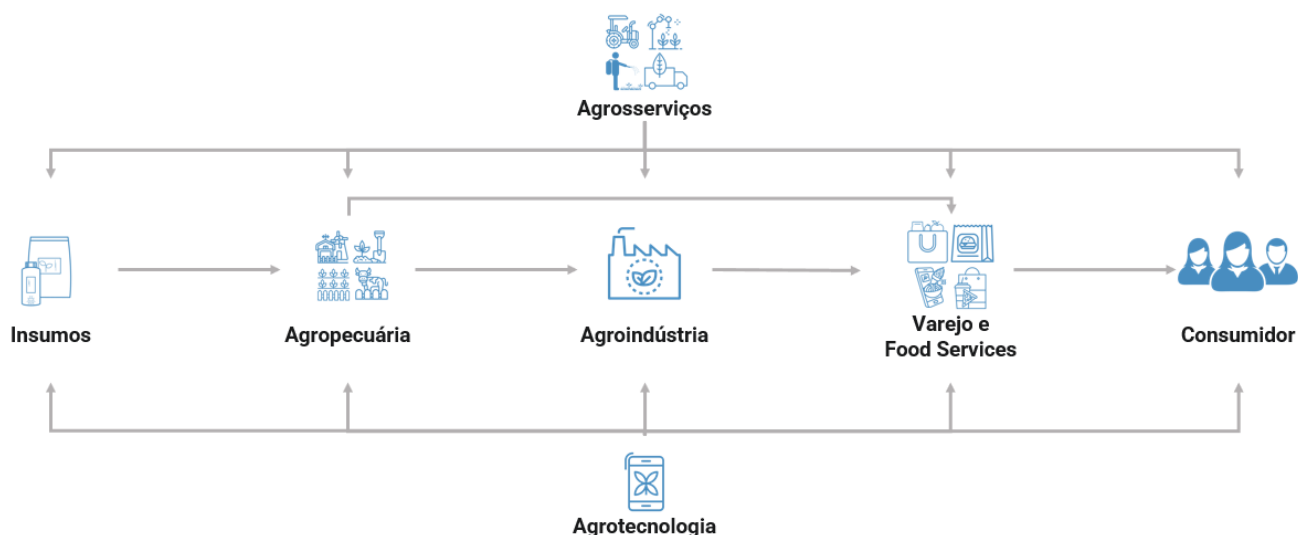 Agrosserviços
Insumos
Agropecuária
Agroindústria
Varejo e
Food Services
Consumidor
Agrotecnologia